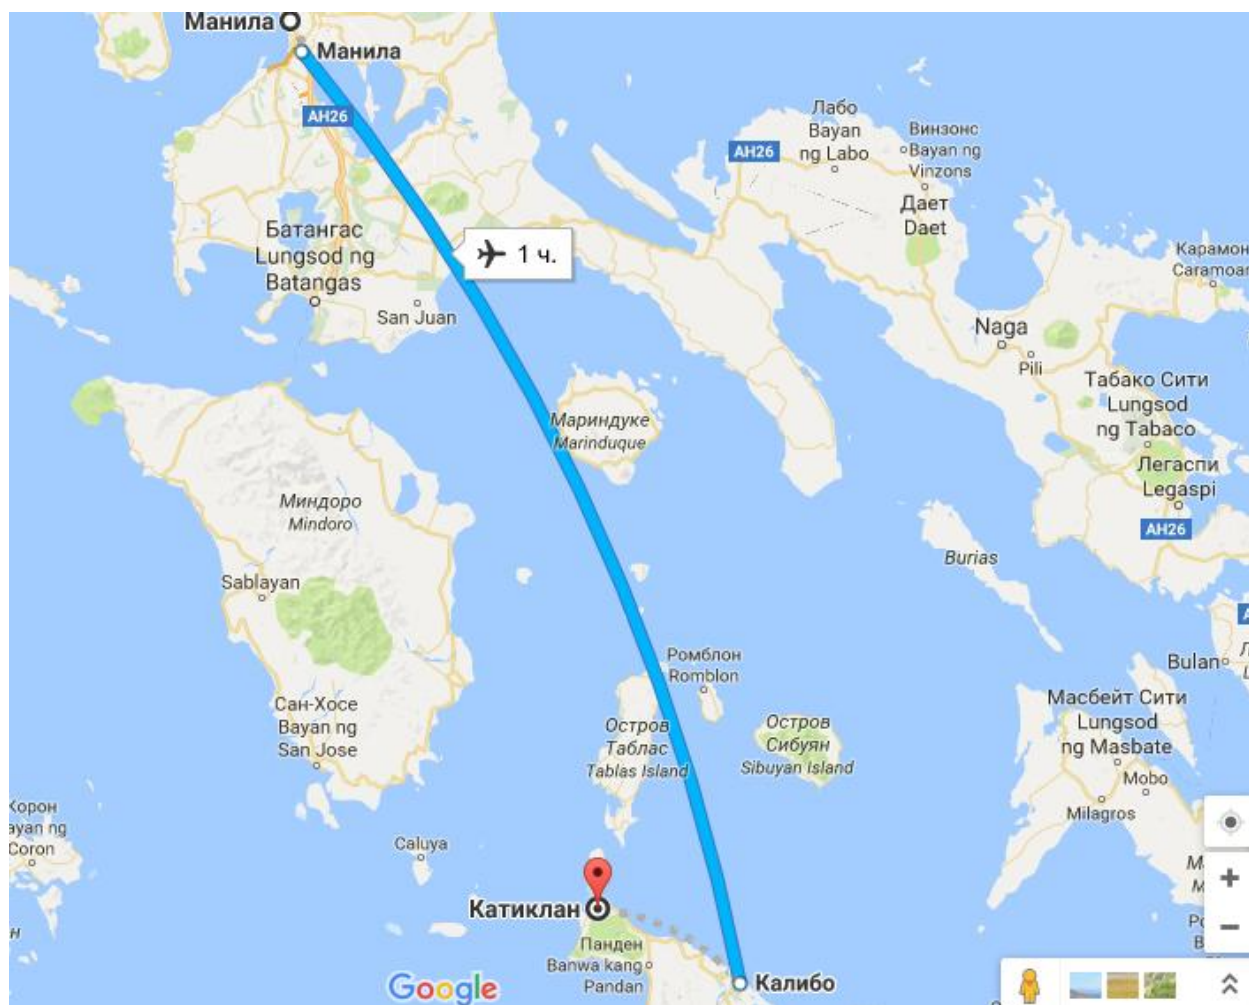 Манила
Манила
AH26
Лабо
Bayan
ng Labo
Винзонс
Bayan ng
Vinzons
AH26
Дает
Daet
Батангас
Lungsod ng
Batangas
1 ч.
Карамон
Caramoan
San Juan
Naga
Pili
Табако Сити
Lungsod
ng Tabaco
Мариндуке
Marinduque
Легаспи
Legaspi
AH26
Миндоро
Mindoro
Burias
Sablayan
Ромблон
Romblon
Bulan
Сан-Хосе
Bayan ng
San Jose
Остров
Таблас
Tablas Island
Остров
Сибуян
Sibuyan Island
Масбейт Сити
Lungsod
ng Masbate
Mobo
Milagros
Корон
ayan ng
Coron
Caluya
Катиклан
Панден
Banwa kang
Pandan
Калибо
Google